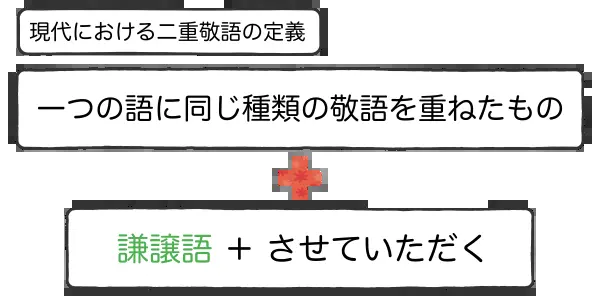 現代における二重敬語の定義
一つの語に同じ種類の敬語を重ねたもの
謙譲語 + させていただく